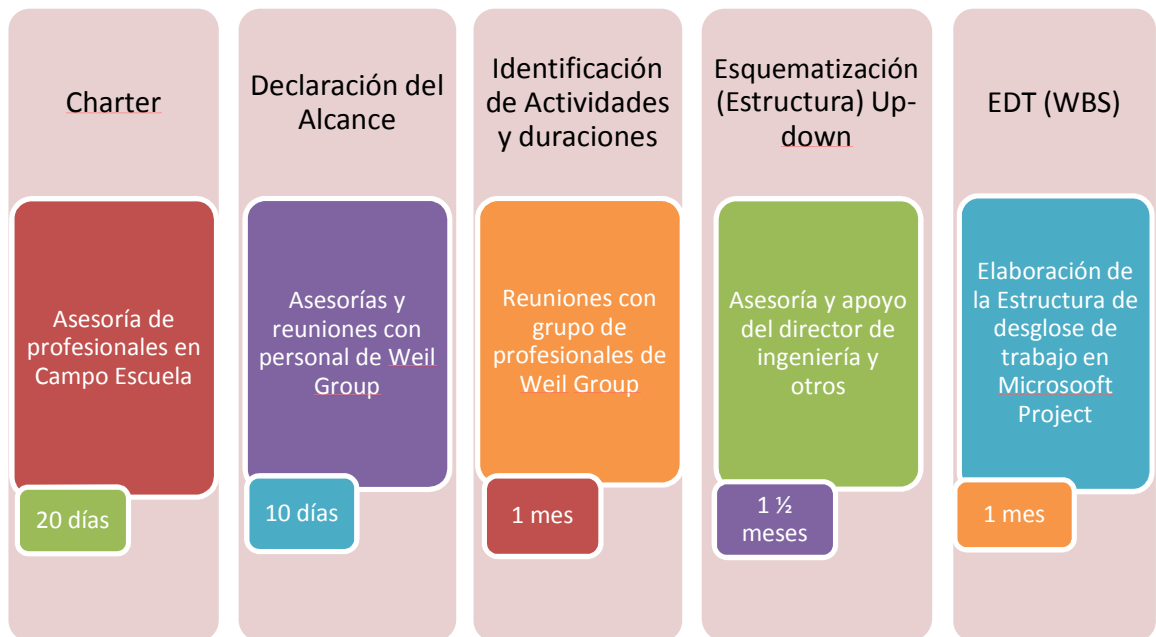 Charter
Asesoría de
profesionales en
Campo Escuela
20 días
Declaración del
Alcance
Asesorías y
reuniones con
personal de Weil
Group
10 días
Identificación
de Actividades
y duraciones
Reuniones con
grupo de
profesionales de
Weil Group
1 mes
Esquematización
(Estructura) Up-
down
Asesoría y apoyo
del director de
ingeniería y
otros
1 ½
meses
EDT (WBS)
Elaboración de
la Estructura de
desglose de
trabajo en
Microsooft
Project
1 mes